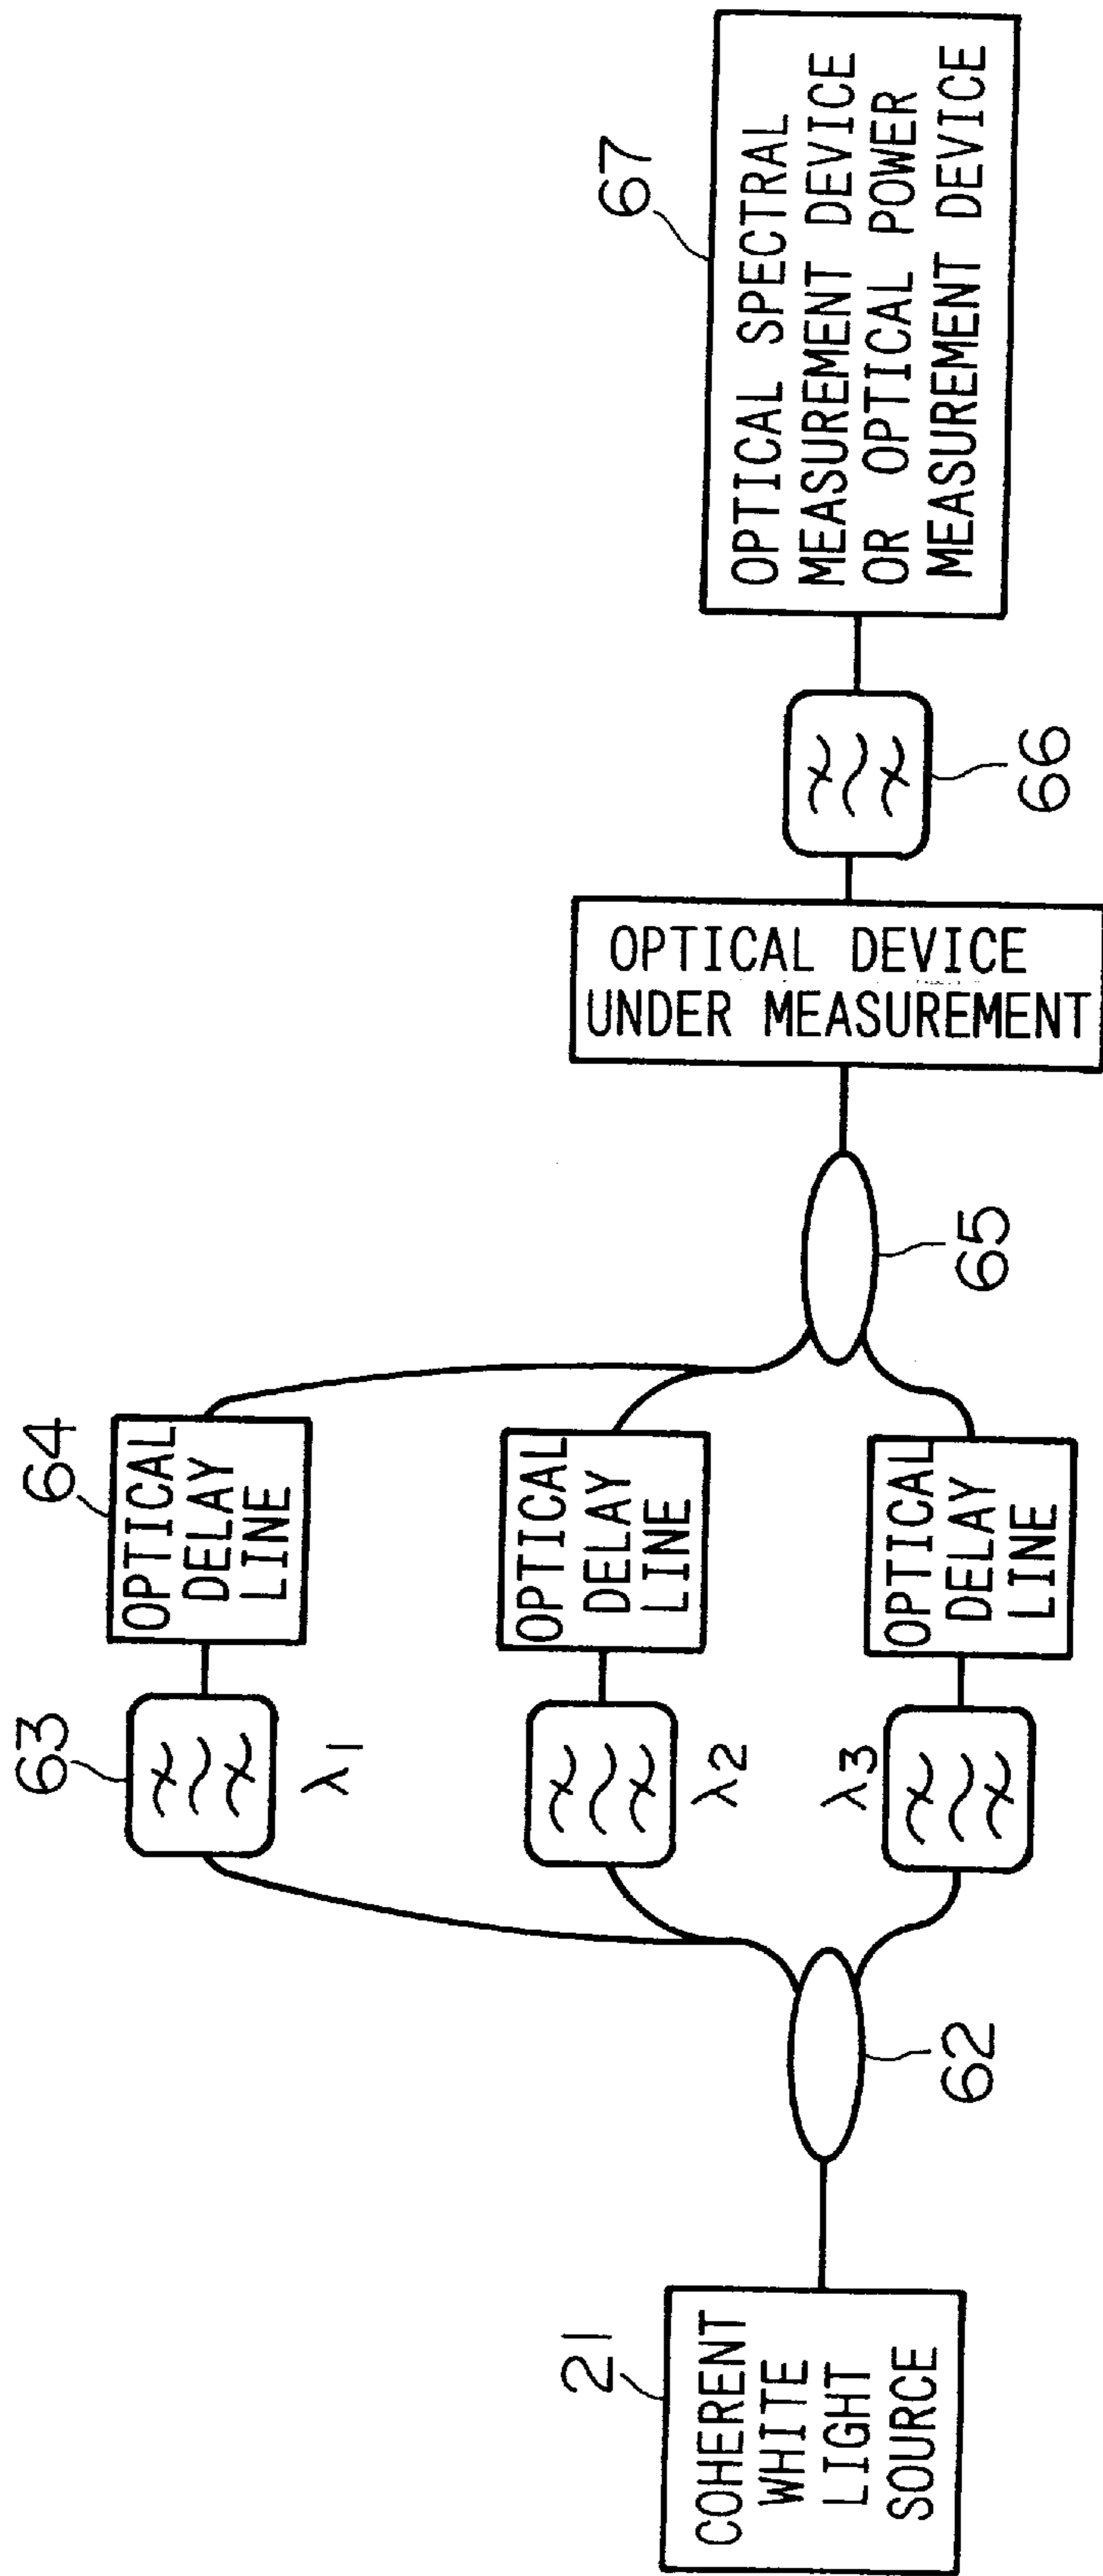 21
COHERENT
WHITE
LIGHT
SOURCE
62
63
λ1
λ2
λ3
64
OPTICAL
DELAY
LINE
OPTICAL
DELAY
LINE
OPTICAL
DELAY
LINE
65
OPTICAL DEVICE
UNDER MEASUREMENT
66
67
OPTICAL SPECTRAL
MEASUREMENT DEVICE
OR OPTICAL POWER
MEASUREMENT DEVICE